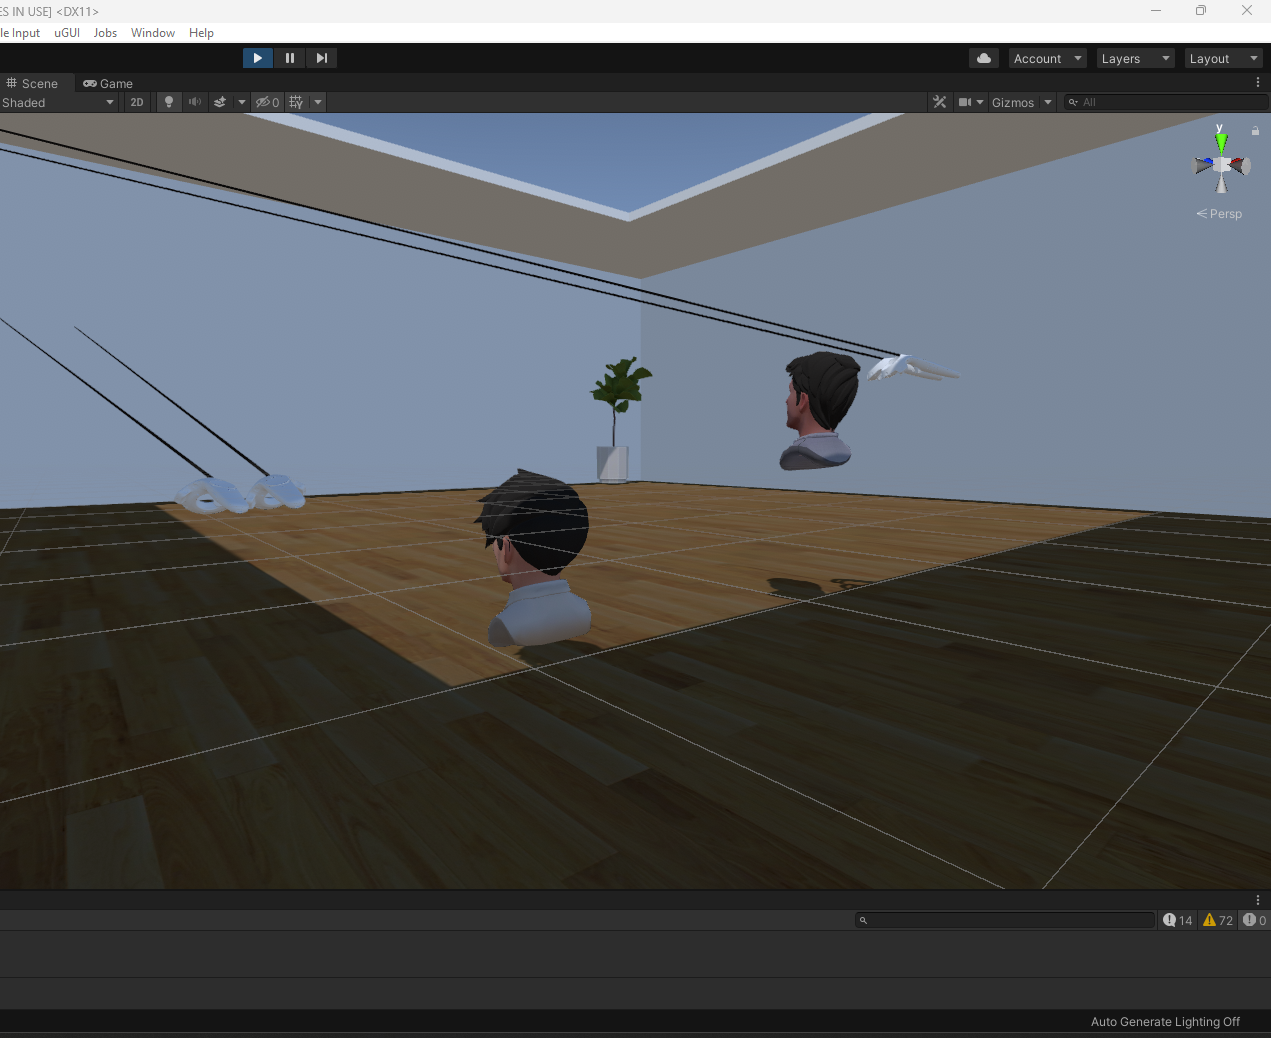 ES IN USE] <DX11>
le Input uGUI Jobs Window Help
Account Layers Layout
Scene Game
Shaded 2D 0 Gizmos All
y
Persp
14 72 0
Auto Generate Lighting Off